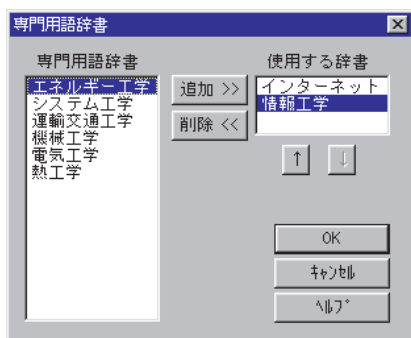 専門用語辞書
専門用語辞書
エネルギー工学
システム工学
運輸交通工学
機械工学
電気工学
熱工学
追加 >>
削除 <<
使用する辞書
インターネット
情報工学
↑ ↓
OK
ｷｬﾝｾﾙ
ﾍﾙﾌﾟ